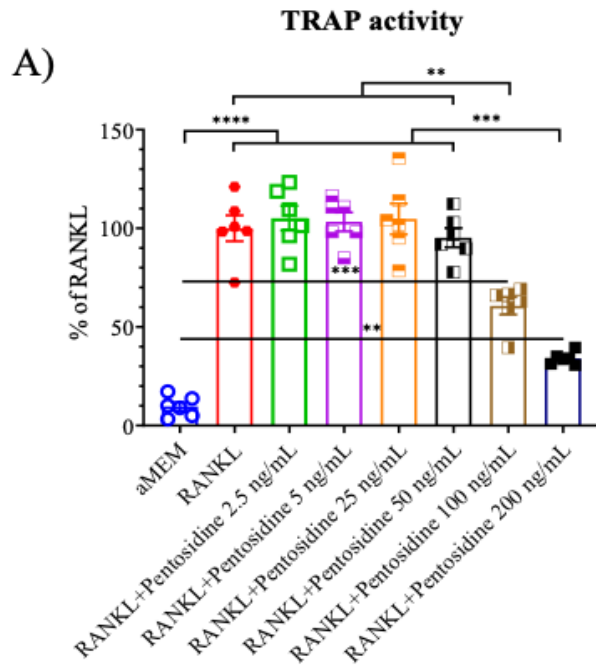 TRAP activity
A)
**
****
***
150
100
50
0
% of RANKL
***
**
aMEM
RANKL
RANKL+Pentosidine 2.5 ng/mL
RANKL+Pentosidine 5 ng/mL
RANKL+Pentosidine 25 ng/mL
RANKL+Pentosidine 50 ng/mL
RANKL+Pentosidine 100 ng/mL
RANKL+Pentosidine 200 ng/mL